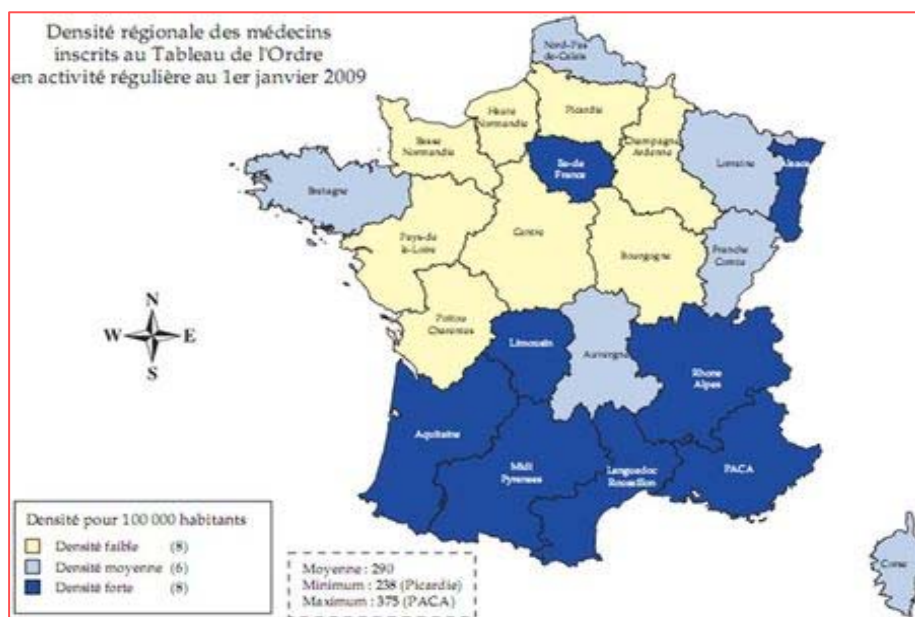 Densité régionale des médecins
inscrits au Tableau de l'Ordre
en activité régulière au 1er janvier 2009
Nord-Pas
de-Calais
Picardie
Haute
Normandie
Basse
Normandie
Champagne
Ardenne
Lorraine
Alsace
Ile-de
France
Bretagne
Pays-de
la-Loire
Centre
Bourgogne
Franche
Comte
Poitou
Charentes
Limousin
Auvergne
Rhone
Alpes
Aquitaine
Midi
Pyrenees
Languedoc
Roussillon
PACA
Corse
N
W E
S
Densité pour 100 000 habitants
Densité faible (8)
Densité moyenne (6)
Densité forte (8)
Moyenne : 290
Minimum : 238 (Picardie)
Maximum : 375 (PACA)